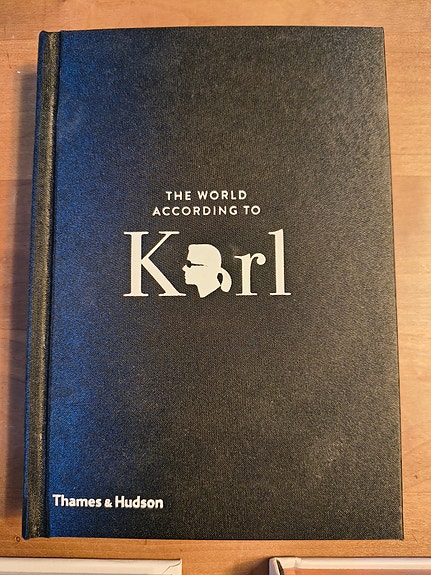 THE WORLD
ACCORDING TO
Karl
Thames & Hudson